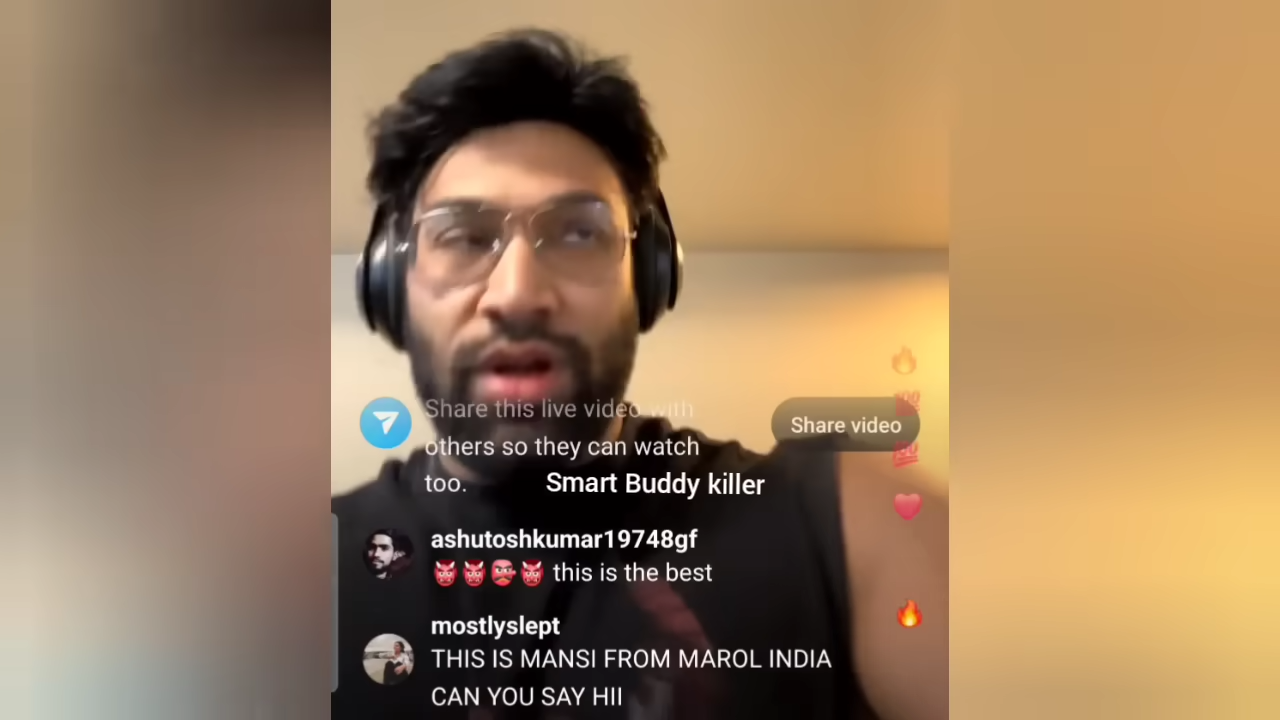 Share this live video with
others so they can watch
too.
Smart Buddy killer
Share video
ashutoshkumar19748gf
👹👹👺👹 this is the best
mostlyslept
THIS IS MANSI FROM MAROL INDIA
CAN YOU SAY HII